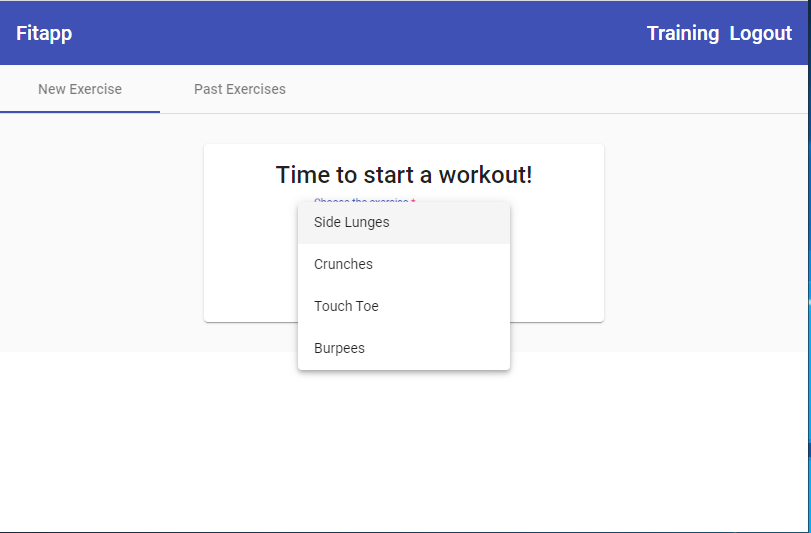 Fitapp Training Logout
New Exercise Past Exercises
Time to start a workout!
Choose the exercise *
Side Lunges
Crunches
Touch Toe
Burpees